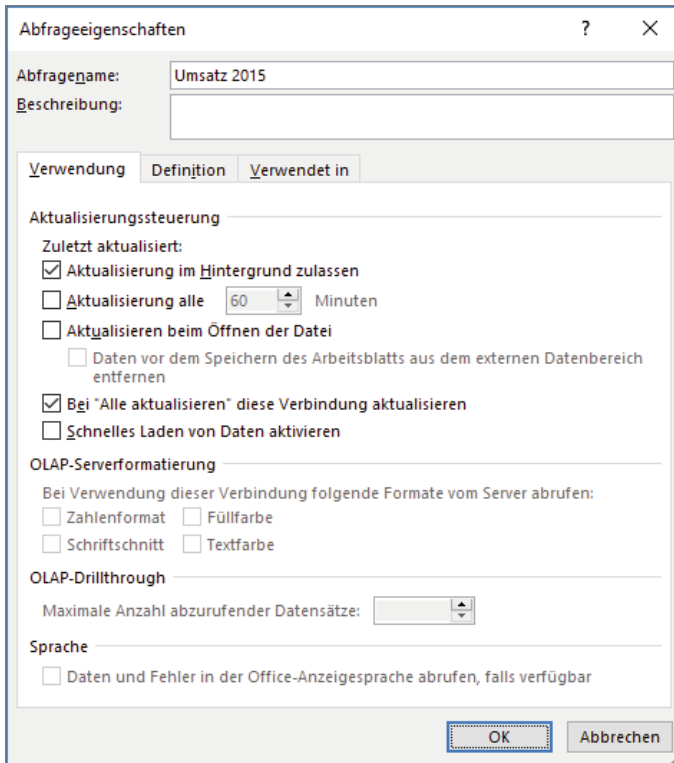 Abfrageeigenschaften ?
Abfragename: Umsatz 2015
Beschreibung:
Verwendung Definition Verwendet in
Aktualisierungssteuerung
Zuletzt aktualisiert:
Aktualisierung im Hintergrund zulassen
Aktualisierung alle 60 Minuten
Aktualisieren beim Öffnen der Datei
Daten vor dem Speichern des Arbeitsblatts aus dem externen Datenbereich
entfernen
Bei "Alle aktualisieren" diese Verbindung aktualisieren
Schnelles Laden von Daten aktivieren
OLAP-Serverformatierung
Bei Verwendung dieser Verbindung folgende Formate vom Server abrufen:
Zahlenformat Füllfarbe
Schriftschnitt Textfarbe
OLAP-Drillthrough
Maximale Anzahl abzurufender Datensätze:
Sprache
Daten und Fehler in der Office-Anzeigesprache abrufen, falls verfügbar
OK Abbrechen